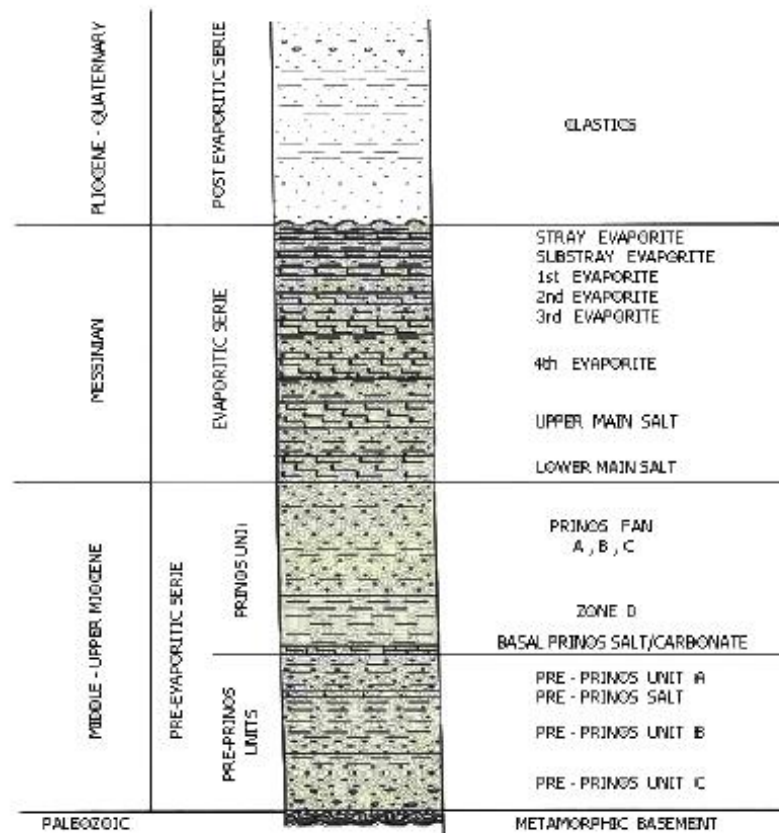 PLIOCENE - QUATERNARY
POST EVAPORITIC SERIE
CLASTICS
MESSINIAN
EVAPORITIC SERIE
STRAY EVAPORITE
SUBSTRAY EVAPORITE
1st EVAPORITE
2nd EVAPORITE
3rd EVAPORITE
4th EVAPORITE
UPPER MAIN SALT
LOWER MAIN SALT
MIDDLE - UPPER MIOCENE
PRE-EVAPORITIC SERIE
PRINOS UNIT
PRINOS FAN
A , B , C
ZONE D
BASAL PRINOS SALT/CARBONATE
PRE-PRINOS
UNITS
PRE - PRINOS UNIT A
PRE - PRINOS SALT
PRE - PRINOS UNIT B
PRE - PRINOS UNIT C
PALEOZOIC
METAMORPHIC BASEMENT